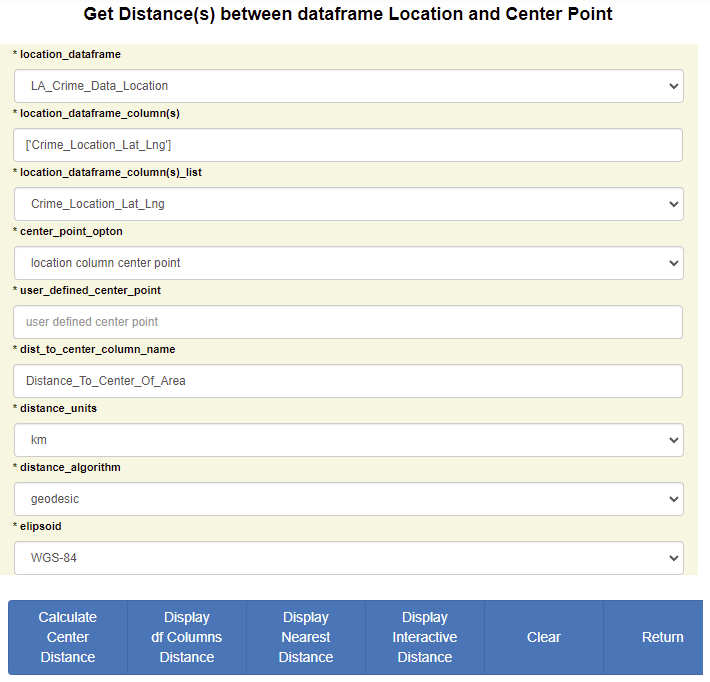 Get Distance(s) between dataframe Location and Center Point
* location_dataframe
LA_Crime_Data_Location
* location_dataframe_column(s)
['Crime_Location_Lat_Lng']
* location_dataframe_column(s)_list
Crime_Location_Lat_Lng
* center_point_opton
location column center point
* user_defined_center_point
user defined center point
* dist_to_center_column_name
Distance_To_Center_Of_Area
* distance_units
km
* distance_algorithm
geodesic
* elipsoid
WGS-84
Calculate
Center
Distance
Display
df Columns
Distance
Display
Nearest
Distance
Display
Interactive
Distance
Clear
Return